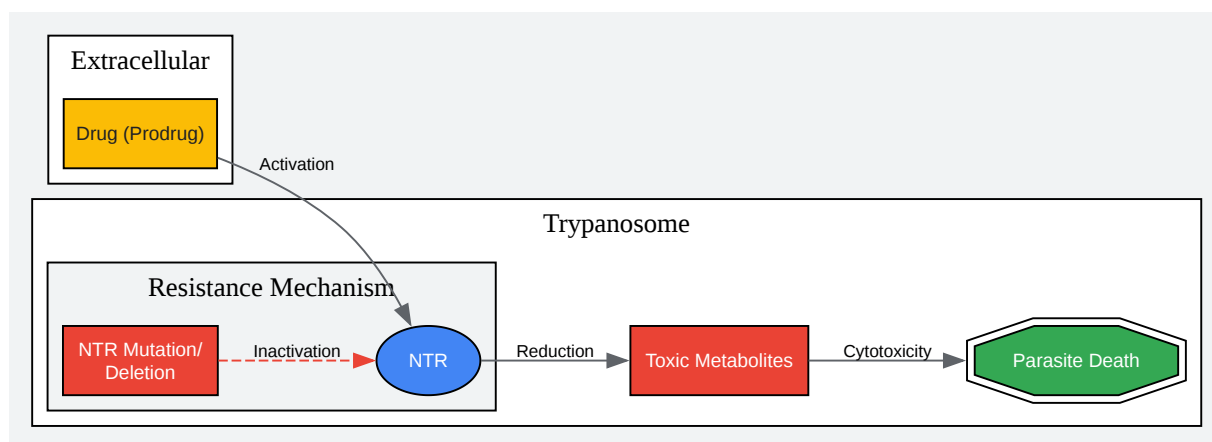 Extracellular
Drug (Prodrug)
Activation
Trypanosome
Resistance Mechanism
NTR Mutation/
Deletion
Inactivation
NTR
Reduction
Toxic Metabolites
Cytotoxicity
Parasite Death